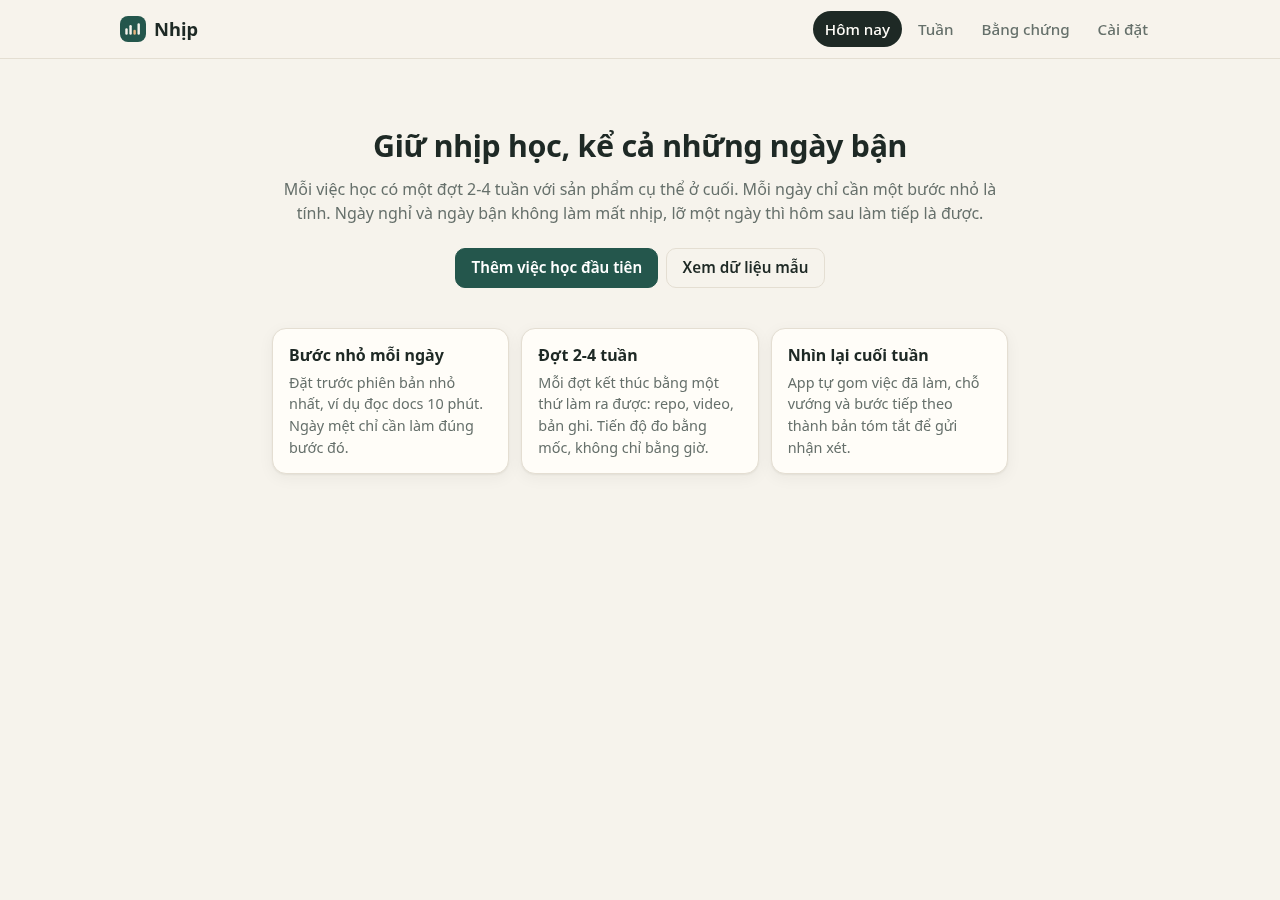 Nhịp
Hôm nay
Tuần
Bằng chứng
Cài đặt
Giữ nhịp học, kể cả những ngày bận
Mỗi việc học có một đợt 2-4 tuần với sản phẩm cụ thể ở cuối. Mỗi ngày chỉ cần một bước nhỏ là
tính. Ngày nghỉ và ngày bận không làm mất nhịp, lỡ một ngày thì hôm sau làm tiếp là được.
Thêm việc học đầu tiên
Xem dữ liệu mẫu
Bước nhỏ mỗi ngày
Đặt trước phiên bản nhỏ
nhất, ví dụ đọc docs 10 phút.
Ngày mệt chỉ cần làm đúng
bước đó.
Đợt 2-4 tuần
Mỗi đợt kết thúc bằng một
thứ làm ra được: repo, video,
bản ghi. Tiến độ đo bằng
mốc, không chỉ bằng giờ.
Nhìn lại cuối tuần
App tự gom việc đã làm, chỗ
vướng và bước tiếp theo
thành bản tóm tắt để gửi
nhận xét.